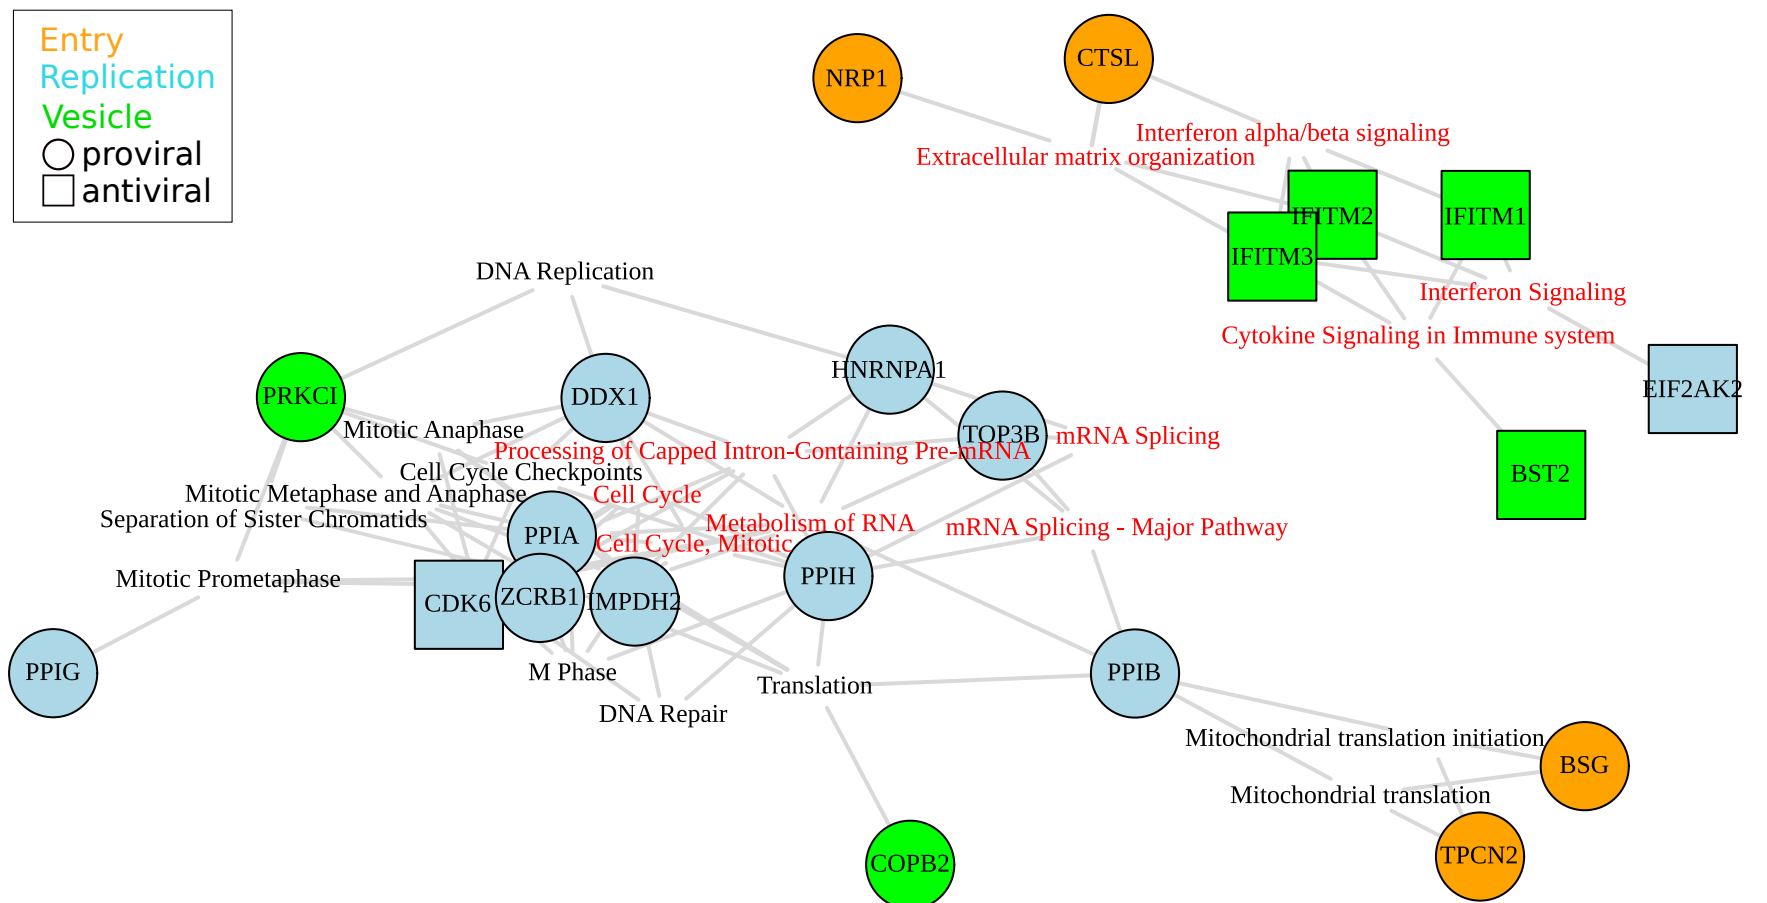 Entry
Replication
Vesicle
proviral
antiviral
NRP1
CTSL
Interferon alpha/beta signaling
Extracellular matrix organization
IFITM2
IFITM1
IFITM3
DNA Replication
Interferon Signaling
Cytokine Signaling in Immune system
HNRNPA1
EIF2AK2
PRKCI
DDX1
Mitotic Anaphase
TOP3B
mRNA Splicing
Processing of Capped Intron-Containing Pre-mRNA
Cell Cycle Checkpoints
BST2
Mitotic Metaphase and Anaphase
Cell Cycle
Separation of Sister Chromatids
Metabolism of RNA
mRNA Splicing - Major Pathway
PPIA
Cell Cycle, Mitotic
Mitotic Prometaphase
PPIH
CDK6
ZCRB1
IMPDH2
PPIG
M Phase
PPIB
Translation
DNA Repair
Mitochondrial translation initiation
BSG
Mitochondrial translation
TPCN2
COPB2